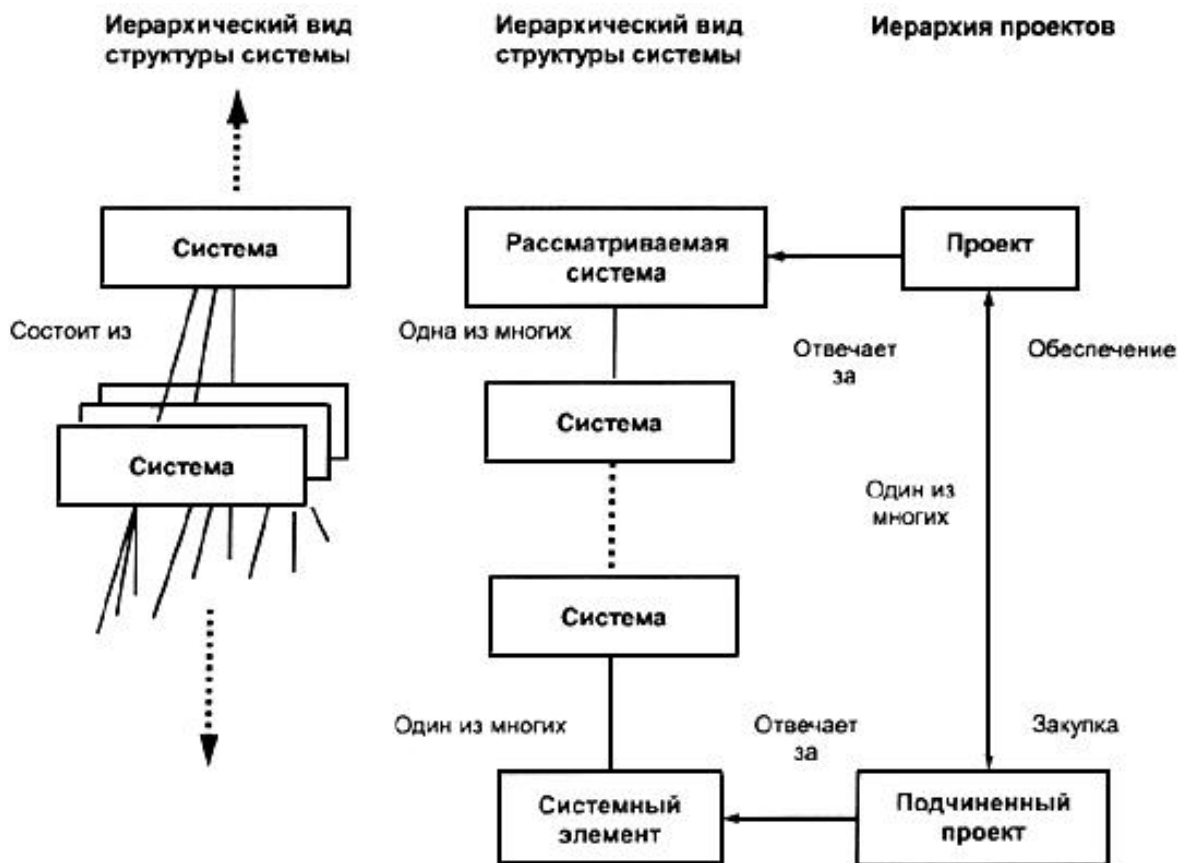 Иерархический вид
структуры системы
Иерархический вид
структуры системы
Иерархия проектов
Система
Рассматриваемая
система
Проект
Состоит из
Одна из многих
Отвечает
за
Обеспечение
Система
Система
Один из
многих
Система
Один из многих
Отвечает
за
Закупка
Системный
элемент
Подчиненный
проект